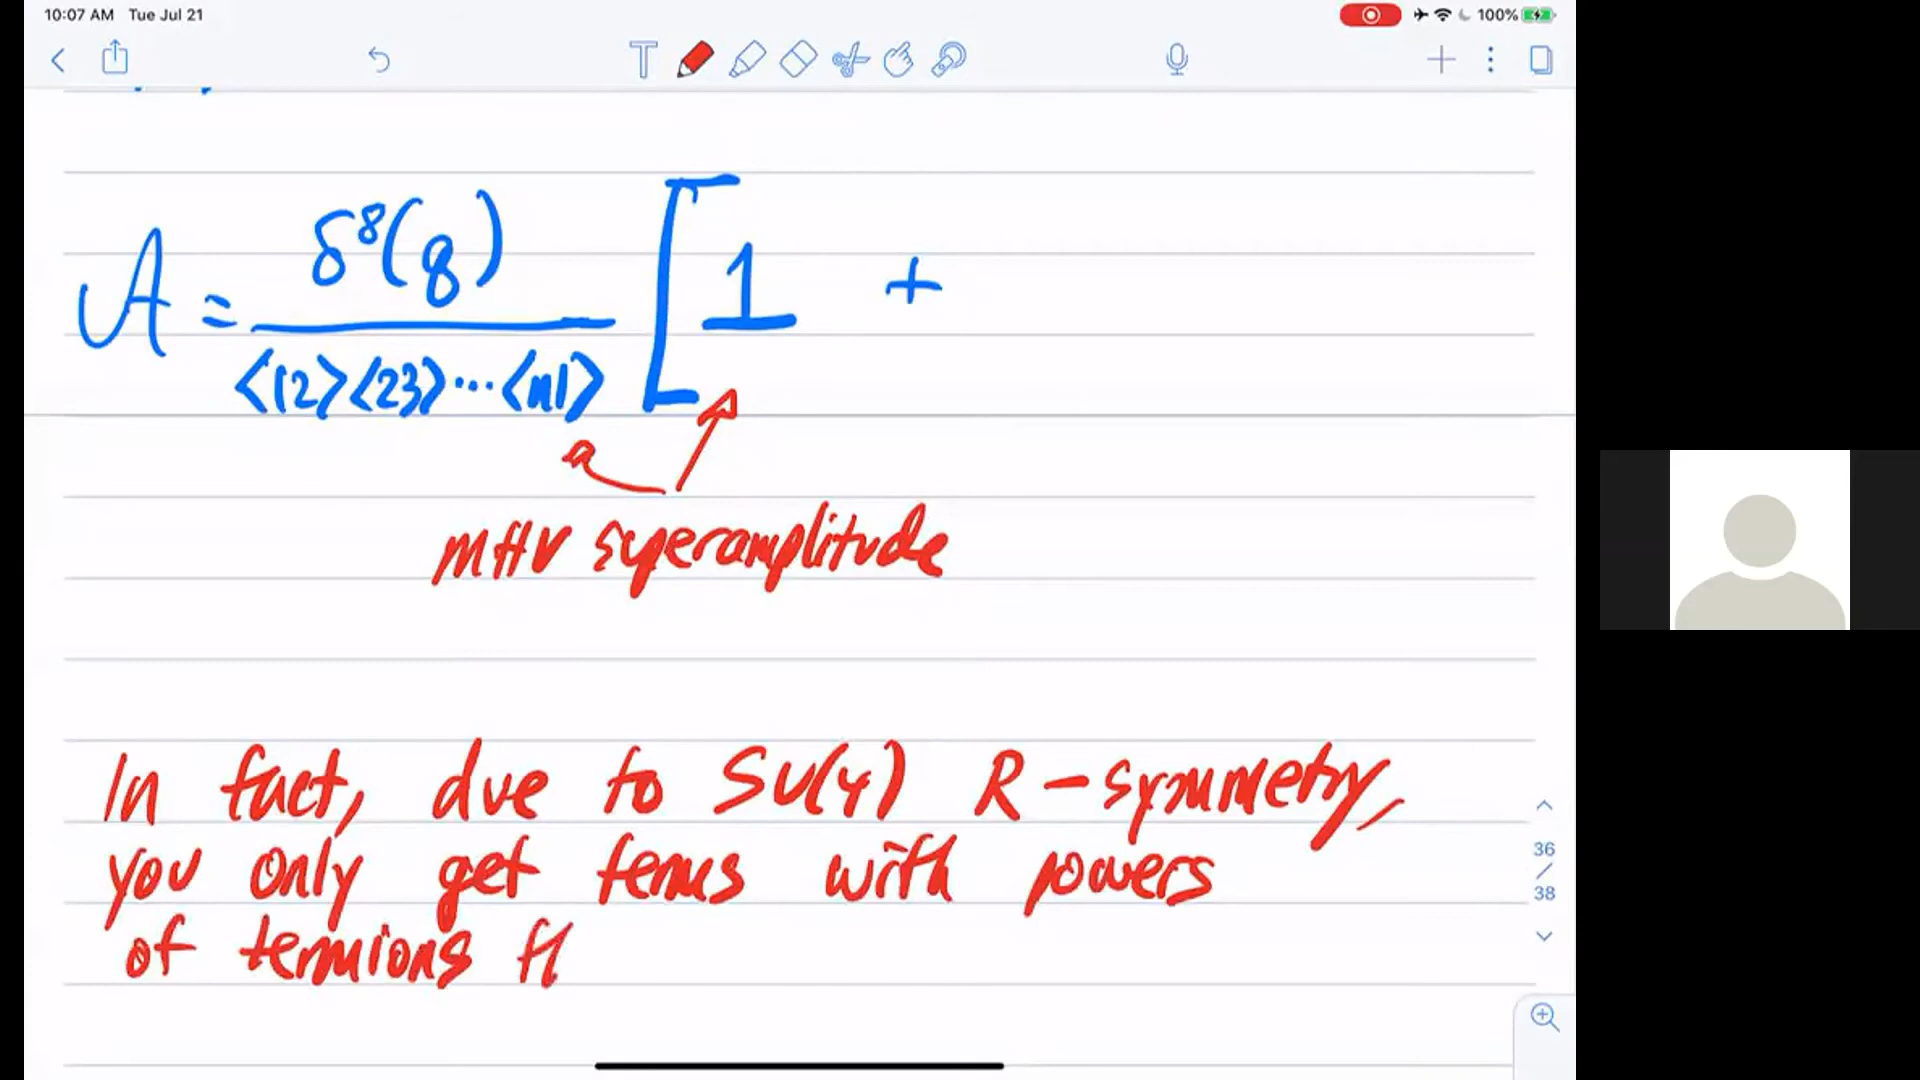 10:07 AM Tue Jul 21
100%
T
A = δ⁸(q) / ⟨12⟩⟨23⟩···⟨n1⟩ [ 1 +
MHV superamplitude
In fact, due to SU(4) R-symmetry,
you only get terms with powers
of fermions
36
/
38